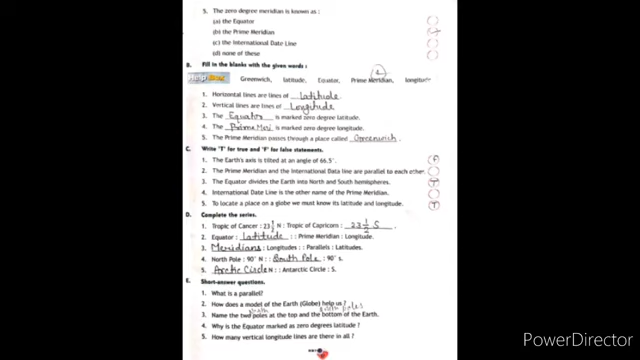 5. The zero degree meridian is known as :
(a) the Equator
(b) the Prime Meridian
(c) the International Date Line
(d) none of these
B. Fill in the blanks with the given words :
Help Box Greenwich, latitude, Equator, Prime Meridian, longitude
1. Horizontal lines are lines of latitude.
2. Vertical lines are lines of Longitude
3. The Equator is marked zero degree latitude.
4. The Prime Meri is marked zero degree longitude.
5. The Prime Meridian passes through a place called Greenwich.
C. Write 'T' for true and 'F' for false statements.
1. The Earth's axis is tilted at an angle of 66.5°. F
2. The Prime Meridian and the International Data line are parallel to each other.
3. The Equator divides the Earth into North and South hemispheres. T
4. International Date Line is the other name of the Prime Meridian.
5. To locate a place on globe we must know its latitude and longitude. T
D. Complete the series.
1. Tropic of Cancer : 23 1/2 N : Tropic of Capricorn : 23 1/2 S.
2. Equator : Latitude : : Prime Meridian : Longitude.
3. Meridians : Longitudes : : Parallels : Latitudes.
4. North Pole : 90° N : : South Pole : 90° s.
5. Arctic Circle N : : Antarctic Circle : S.
E. Short-answer questions.
1. What is a parallel?
2. How does a model of the Earth (Globe) help us ?
3. Name the two poles at the top and the bottom of the Earth.
4. Why is the Equator marked as zero degrees latitude ?
5. How many vertical longitude lines are there in all ?
PowerDirector